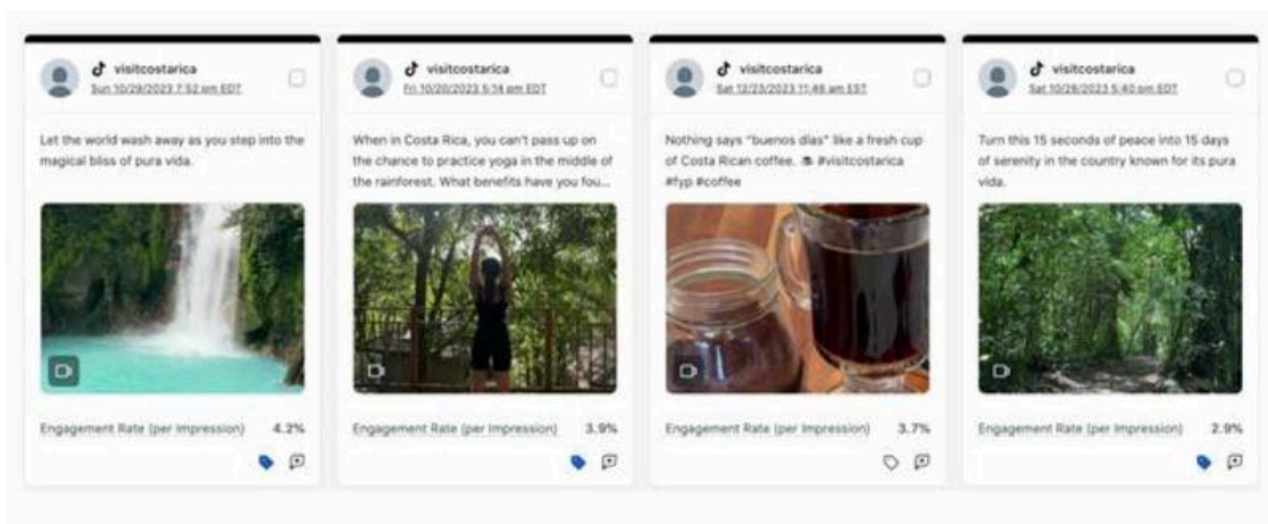 visitcostarica
Sun 10/29/2023 7:52 pm EDT
Let the world wash away as you step into the
magical bliss of pura vida.
Engagement Rate (per Impression) 4.2%
visitcostarica
Fri 10/20/2023 5:14 pm EDT
When in Costa Rica, you can't pass up on
the chance to practice yoga in the middle of
the rainforest. What benefits have you fou...
Engagement Rate (per Impression) 3.9%
visitcostarica
Sat 12/23/2023 11:46 am EST
Nothing says "buenos días" like a fresh cup
of Costa Rican coffee. ☕ #visitcostarica
#fyp #coffee
Engagement Rate (per Impression) 3.7%
visitcostarica
Sat 10/28/2023 5:40 pm EDT
Turn this 15 seconds of peace into 15 days
of serenity in the country known for its pura
vida.
Engagement Rate (per Impression) 2.9%